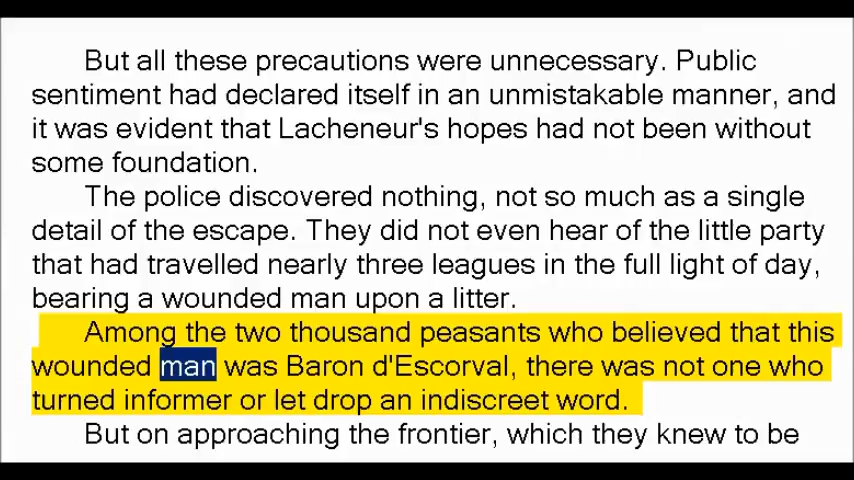 But all these precautions were unnecessary. Public
sentiment had declared itself in an unmistakable manner, and
it was evident that Lacheneur's hopes had not been without
some foundation.
The police discovered nothing, not so much as a single
detail of the escape. They did not even hear of the little party
that had travelled nearly three leagues in the full light of day,
bearing a wounded man upon a litter.
Among the two thousand peasants who believed that this
wounded man was Baron d'Escorval, there was not one who
turned informer or let drop an indiscreet word.
But on approaching the frontier, which they knew to be